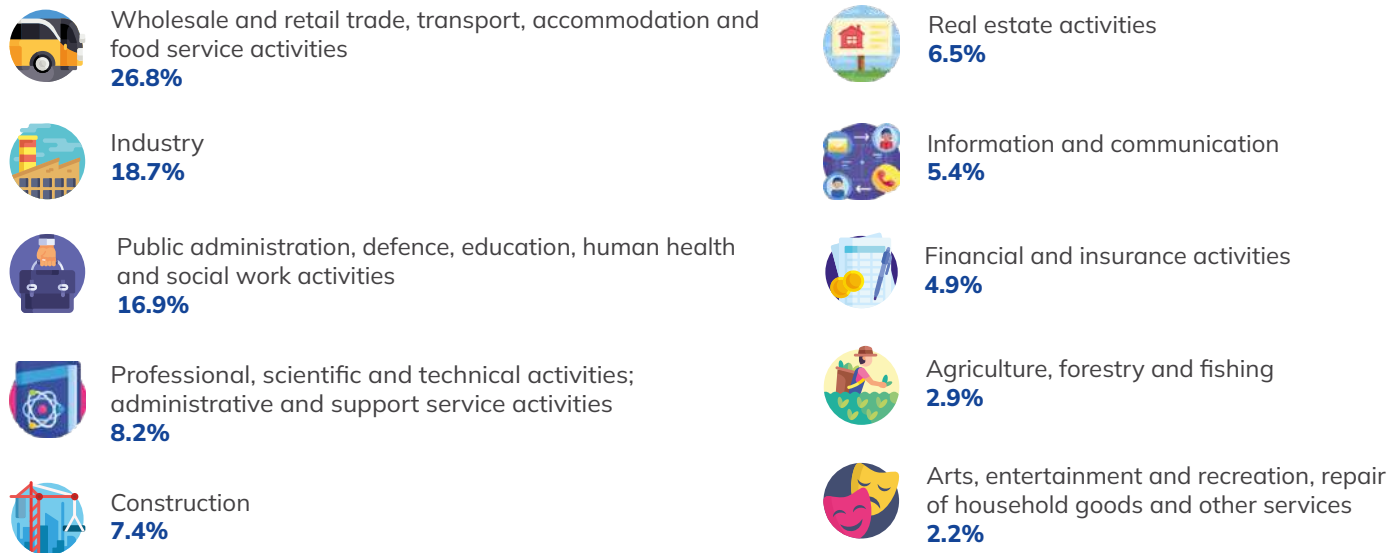 Wholesale and retail trade, transport, accommodation and
food service activities
26.8%
Industry
18.7%
Public administration, defence, education, human health
and social work activities
16.9%
Professional, scientific and technical activities;
administrative and support service activities
8.2%
Construction
7.4%
Real estate activities
6.5%
Information and communication
5.4%
Financial and insurance activities
4.9%
Agriculture, forestry and fishing
2.9%
Arts, entertainment and recreation, repair
of household goods and other services
2.2%